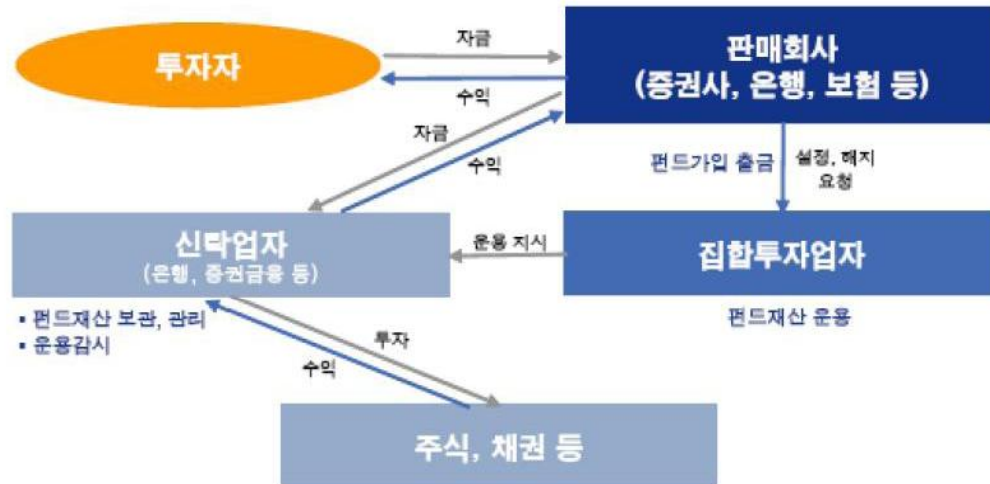 투자자
자금
수익
판매회사
(증권사, 은행, 보험 등)
자금
수익
펀드가입 출금
설정, 해지
요청
신탁업자
(은행, 증권금융 등)
운용 지시
집합투자업자
▪ 펀드재산 보관, 관리
▪ 운용감시
펀드재산 운용
투자
수익
주식, 채권 등